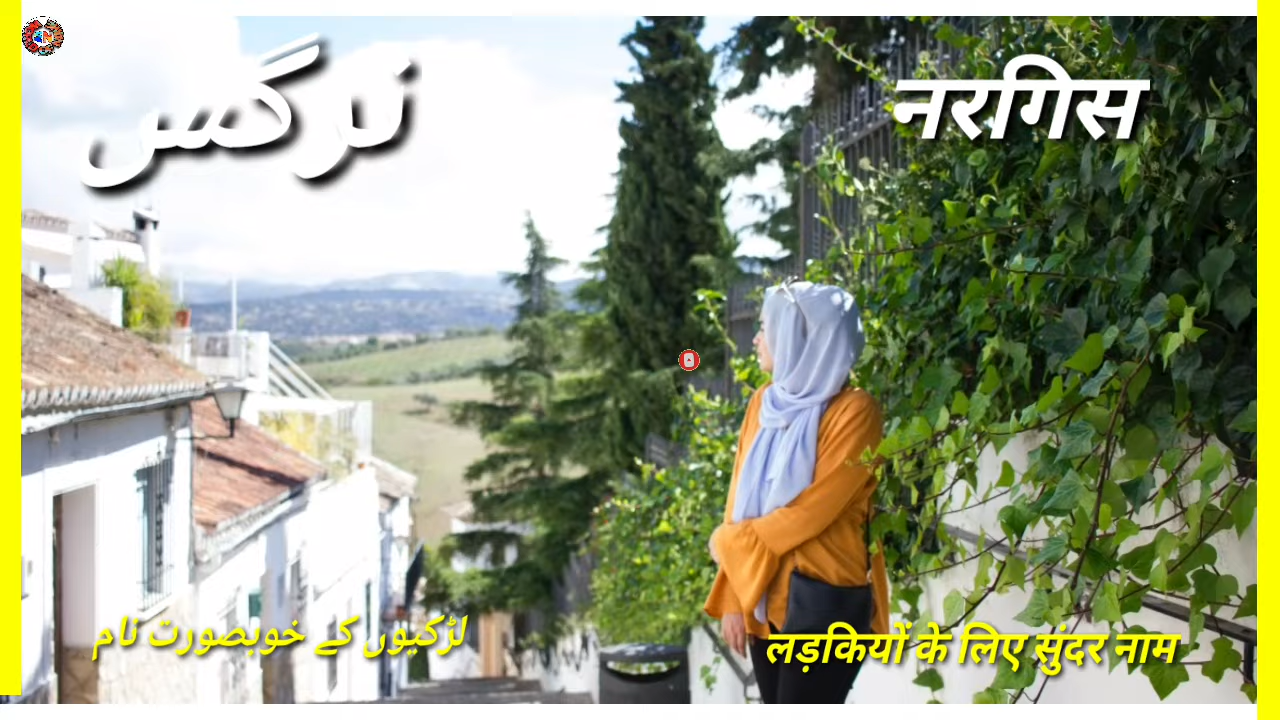 نرگس
नरगिस
لڑکیوں کے خوبصورت نام
लड़कियों के लिए सुंदर नाम